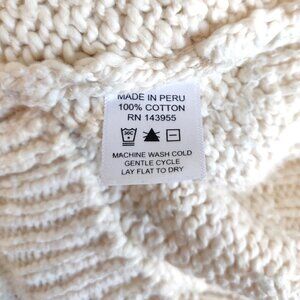 MADE IN PERU
100% COTTON
RN 143955
MACHINE WASH COLD
GENTLE CYCLE
LAY FLAT TO DRY